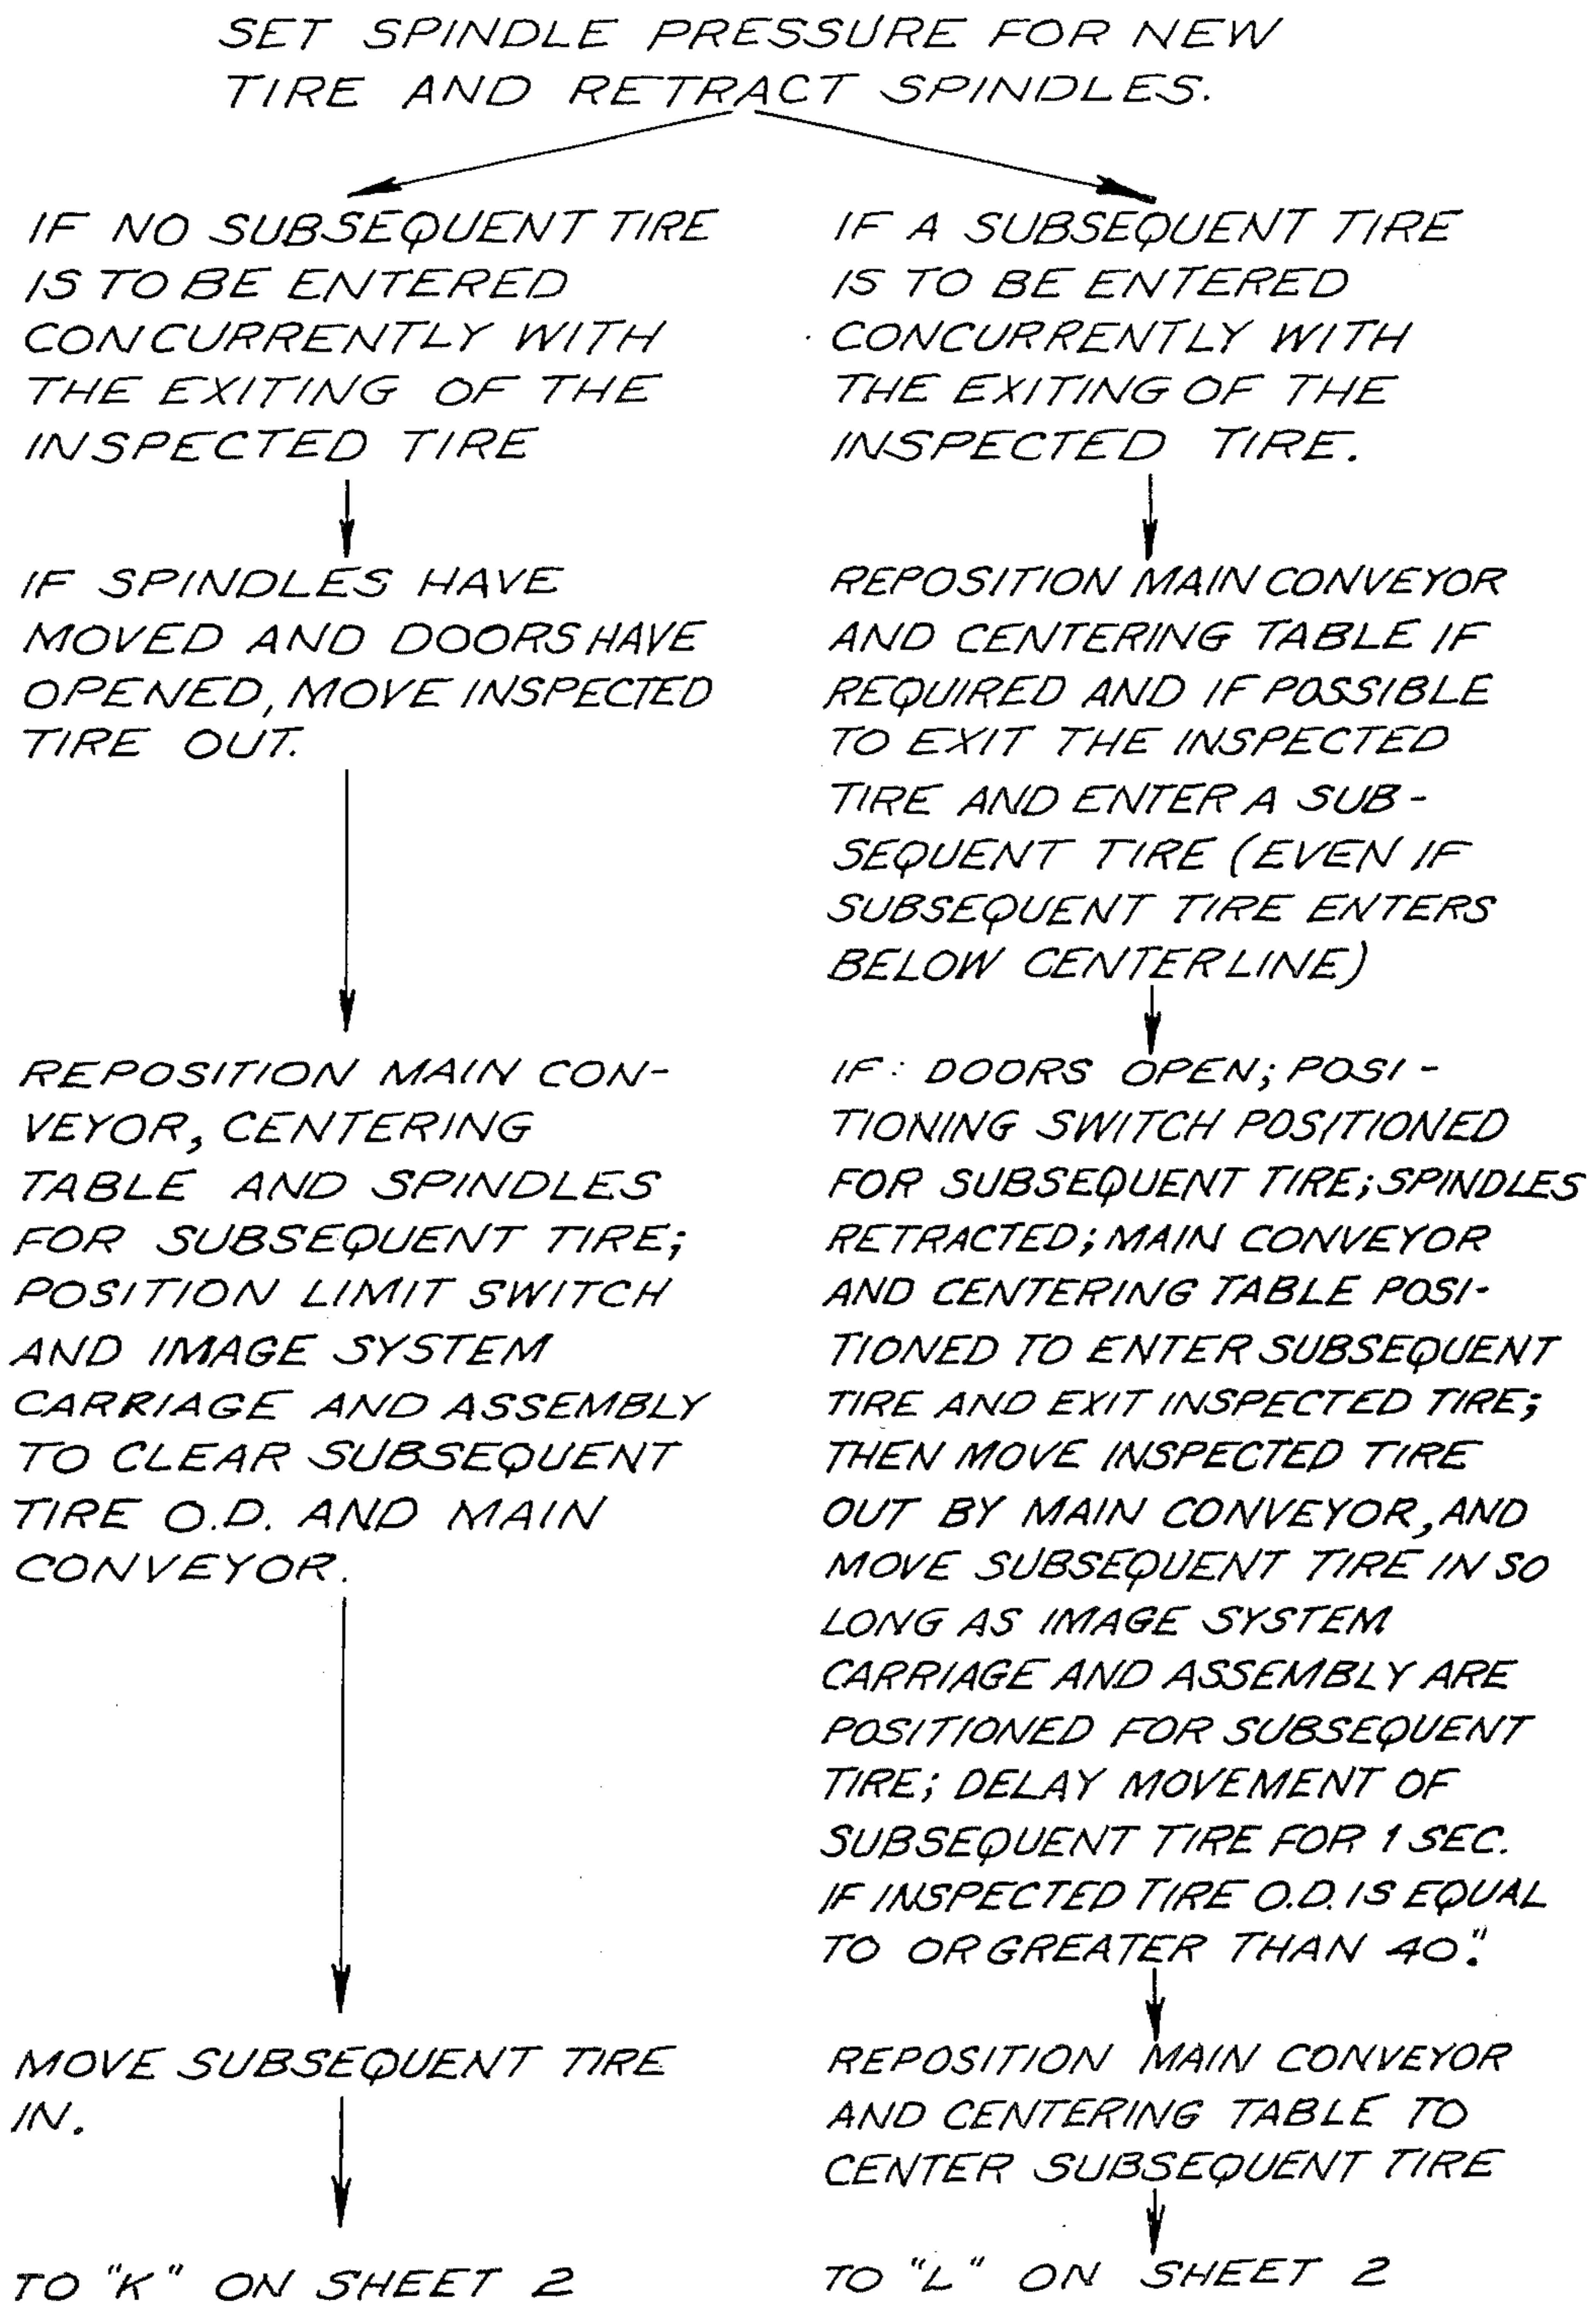 SET SPINDLE PRESSURE FOR NEW
TIRE AND RETRACT SPINDLES.
IF NO SUBSEQUENT TIRE
IS TO BE ENTERED
CONCURRENTLY WITH
THE EXITING OF THE
INSPECTED TIRE
IF SPINDLES HAVE
MOVED AND DOORS HAVE
OPENED, MOVE INSPECTED
TIRE OUT.
REPOSITION MAIN CON-
VEYOR, CENTERING
TABLE AND SPINDLES
FOR SUBSEQUENT TIRE;
POSITION LIMIT SWITCH
AND IMAGE SYSTEM
CARRIAGE AND ASSEMBLY
TO CLEAR SUBSEQUENT
TIRE O.D. AND MAIN
CONVEYOR.
MOVE SUBSEQUENT TIRE
IN.
TO "K" ON SHEET 2
IF A SUBSEQUENT TIRE
IS TO BE ENTERED
CONCURRENTLY WITH
THE EXITING OF THE
INSPECTED TIRE.
REPOSITION MAIN CONVEYOR
AND CENTERING TABLE IF
REQUIRED AND IF POSSIBLE
TO EXIT THE INSPECTED
TIRE AND ENTER A SUB-
SEQUENT TIRE (EVEN IF
SUBSEQUENT TIRE ENTERS
BELOW CENTERLINE)
IF: DOORS OPEN; POSI-
TIONING SWITCH POSITIONED
FOR SUBSEQUENT TIRE; SPINDLES
RETRACTED; MAIN CONVEYOR
AND CENTERING TABLE POSI-
TIONED TO ENTER SUBSEQUENT
TIRE AND EXIT INSPECTED TIRE;
THEN MOVE INSPECTED TIRE
OUT BY MAIN CONVEYOR, AND
MOVE SUBSEQUENT TIRE IN SO
LONG AS IMAGE SYSTEM
CARRIAGE AND ASSEMBLY ARE
POSITIONED FOR SUBSEQUENT
TIRE; DELAY MOVEMENT OF
SUBSEQUENT TIRE FOR 1 SEC.
IF INSPECTED TIRE O.D. IS EQUAL
TO OR GREATER THAN 40".
REPOSITION MAIN CONVEYOR
AND CENTERING TABLE TO
CENTER SUBSEQUENT TIRE
TO "L" ON SHEET 2